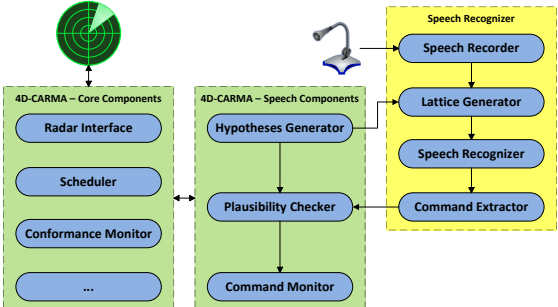 Speech Recognizer
Speech Recorder
Lattice Generator
Speech Recognizer
Command Extractor
4D-CARMA – Core Components
Radar Interface
Scheduler
Conformance Monitor
...
4D-CARMA – Speech Components
Hypotheses Generator
Plausibility Checker
Command Monitor